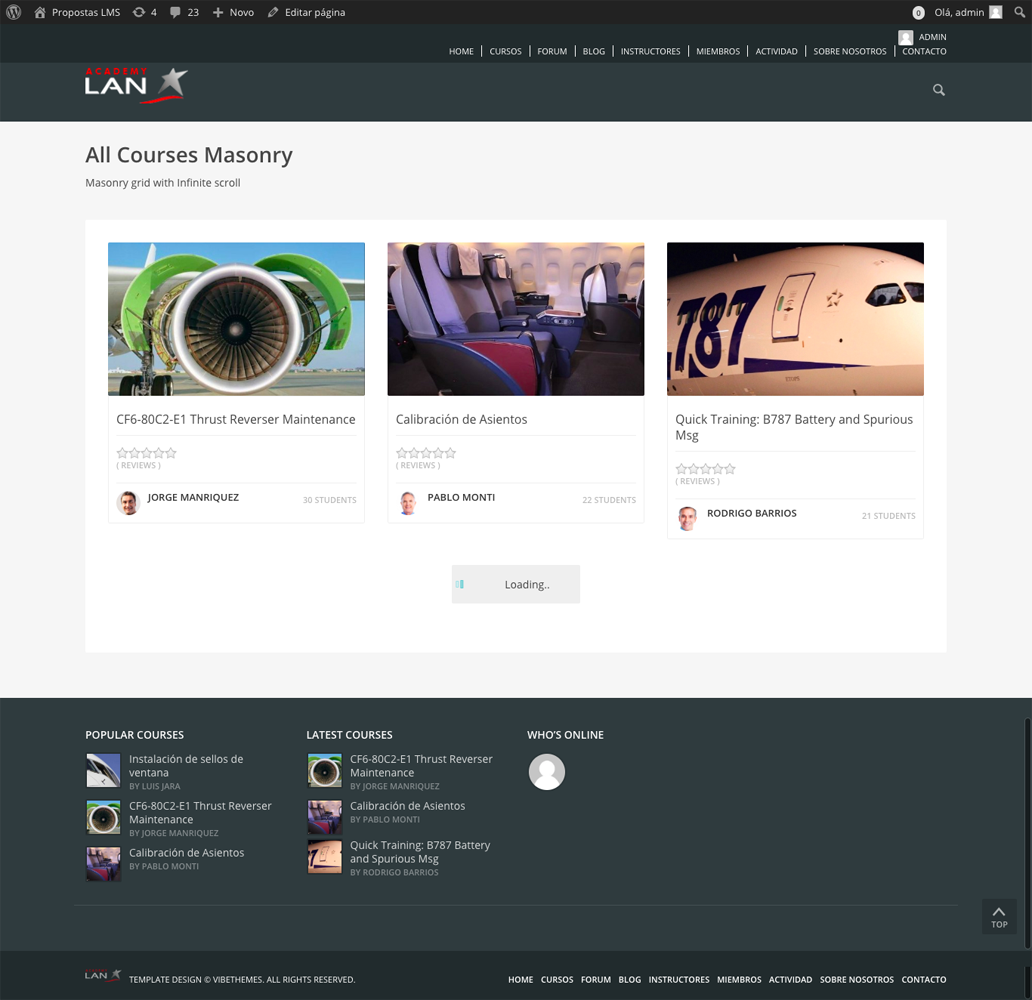 Propostas LMS 4 23 Novo Editar página 0 Olá, admin
ADMIN
HOME CURSOS FORUM BLOG INSTRUCTORES MIEMBROS ACTIVIDAD SOBRE NOSOTROS CONTACTO
ACADEMY
LAN
All Courses Masonry
Masonry grid with Infinite scroll
787
CF6-80C2-E1 Thrust Reverser Maintenance
( REVIEWS )
JORGE MANRIQUEZ 30 STUDENTS
Calibración de Asientos
( REVIEWS )
PABLO MONTI 22 STUDENTS
Quick Training: B787 Battery and Spurious
Msg
( REVIEWS )
RODRIGO BARRIOS 21 STUDENTS
Loading..
POPULAR COURSES
Instalación de sellos de
ventana
BY LUIS JARA
CF6-80C2-E1 Thrust Reverser
Maintenance
BY JORGE MANRIQUEZ
Calibración de Asientos
BY PABLO MONTI
LATEST COURSES
CF6-80C2-E1 Thrust Reverser
Maintenance
BY JORGE MANRIQUEZ
Calibración de Asientos
BY PABLO MONTI
Quick Training: B787 Battery
and Spurious Msg
BY RODRIGO BARRIOS
WHO'S ONLINE
TOP
LAN TEMPLATE DESIGN © VIBETHEMES. ALL RIGHTS RESERVED.
HOME CURSOS FORUM BLOG INSTRUCTORES MIEMBROS ACTIVIDAD SOBRE NOSOTROS CONTACTO